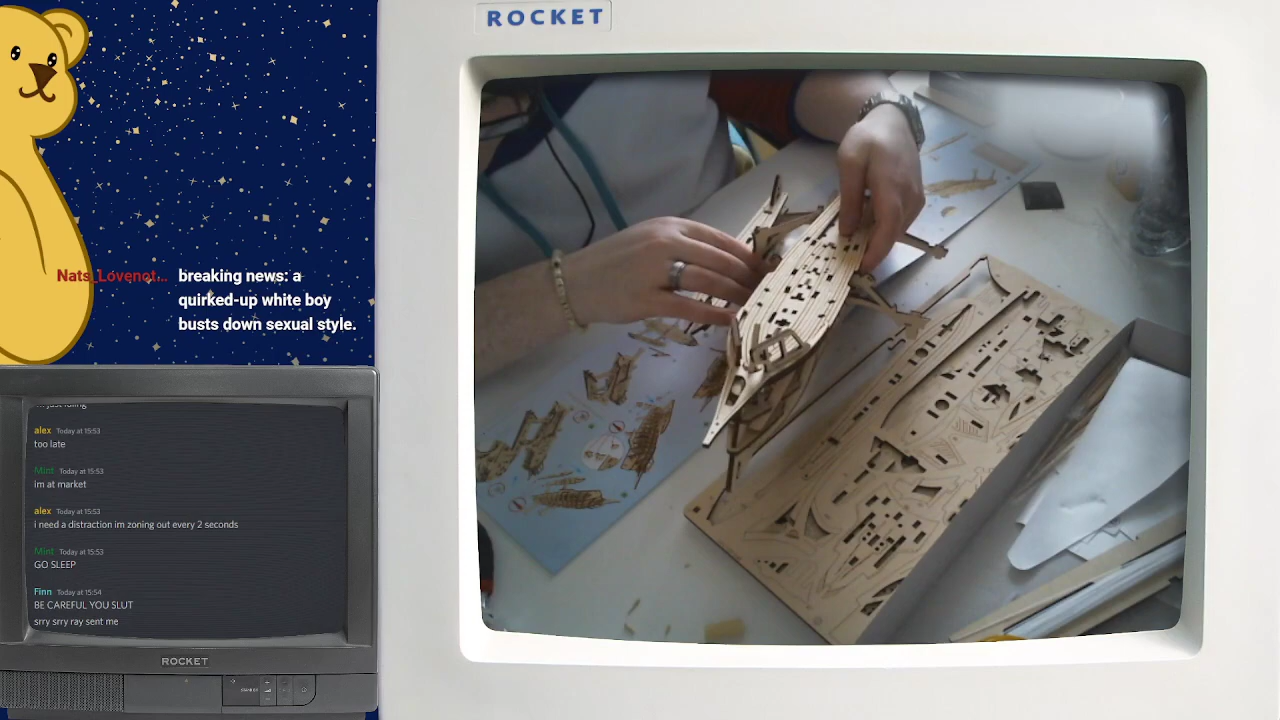 ROCKET
Nats_Lovenot... breaking news: a
quirked-up white boy
busts down sexual style.
alex Today at 15:53
too late
Mint Today at 15:53
im at market
alex Today at 15:53
i need a distraction im zoning out every 2 seconds
Mint Today at 15:53
GO SLEEP
Finn Today at 15:54
BE CAREFUL YOU SLUT
srry srry ray sent me
ROCKET